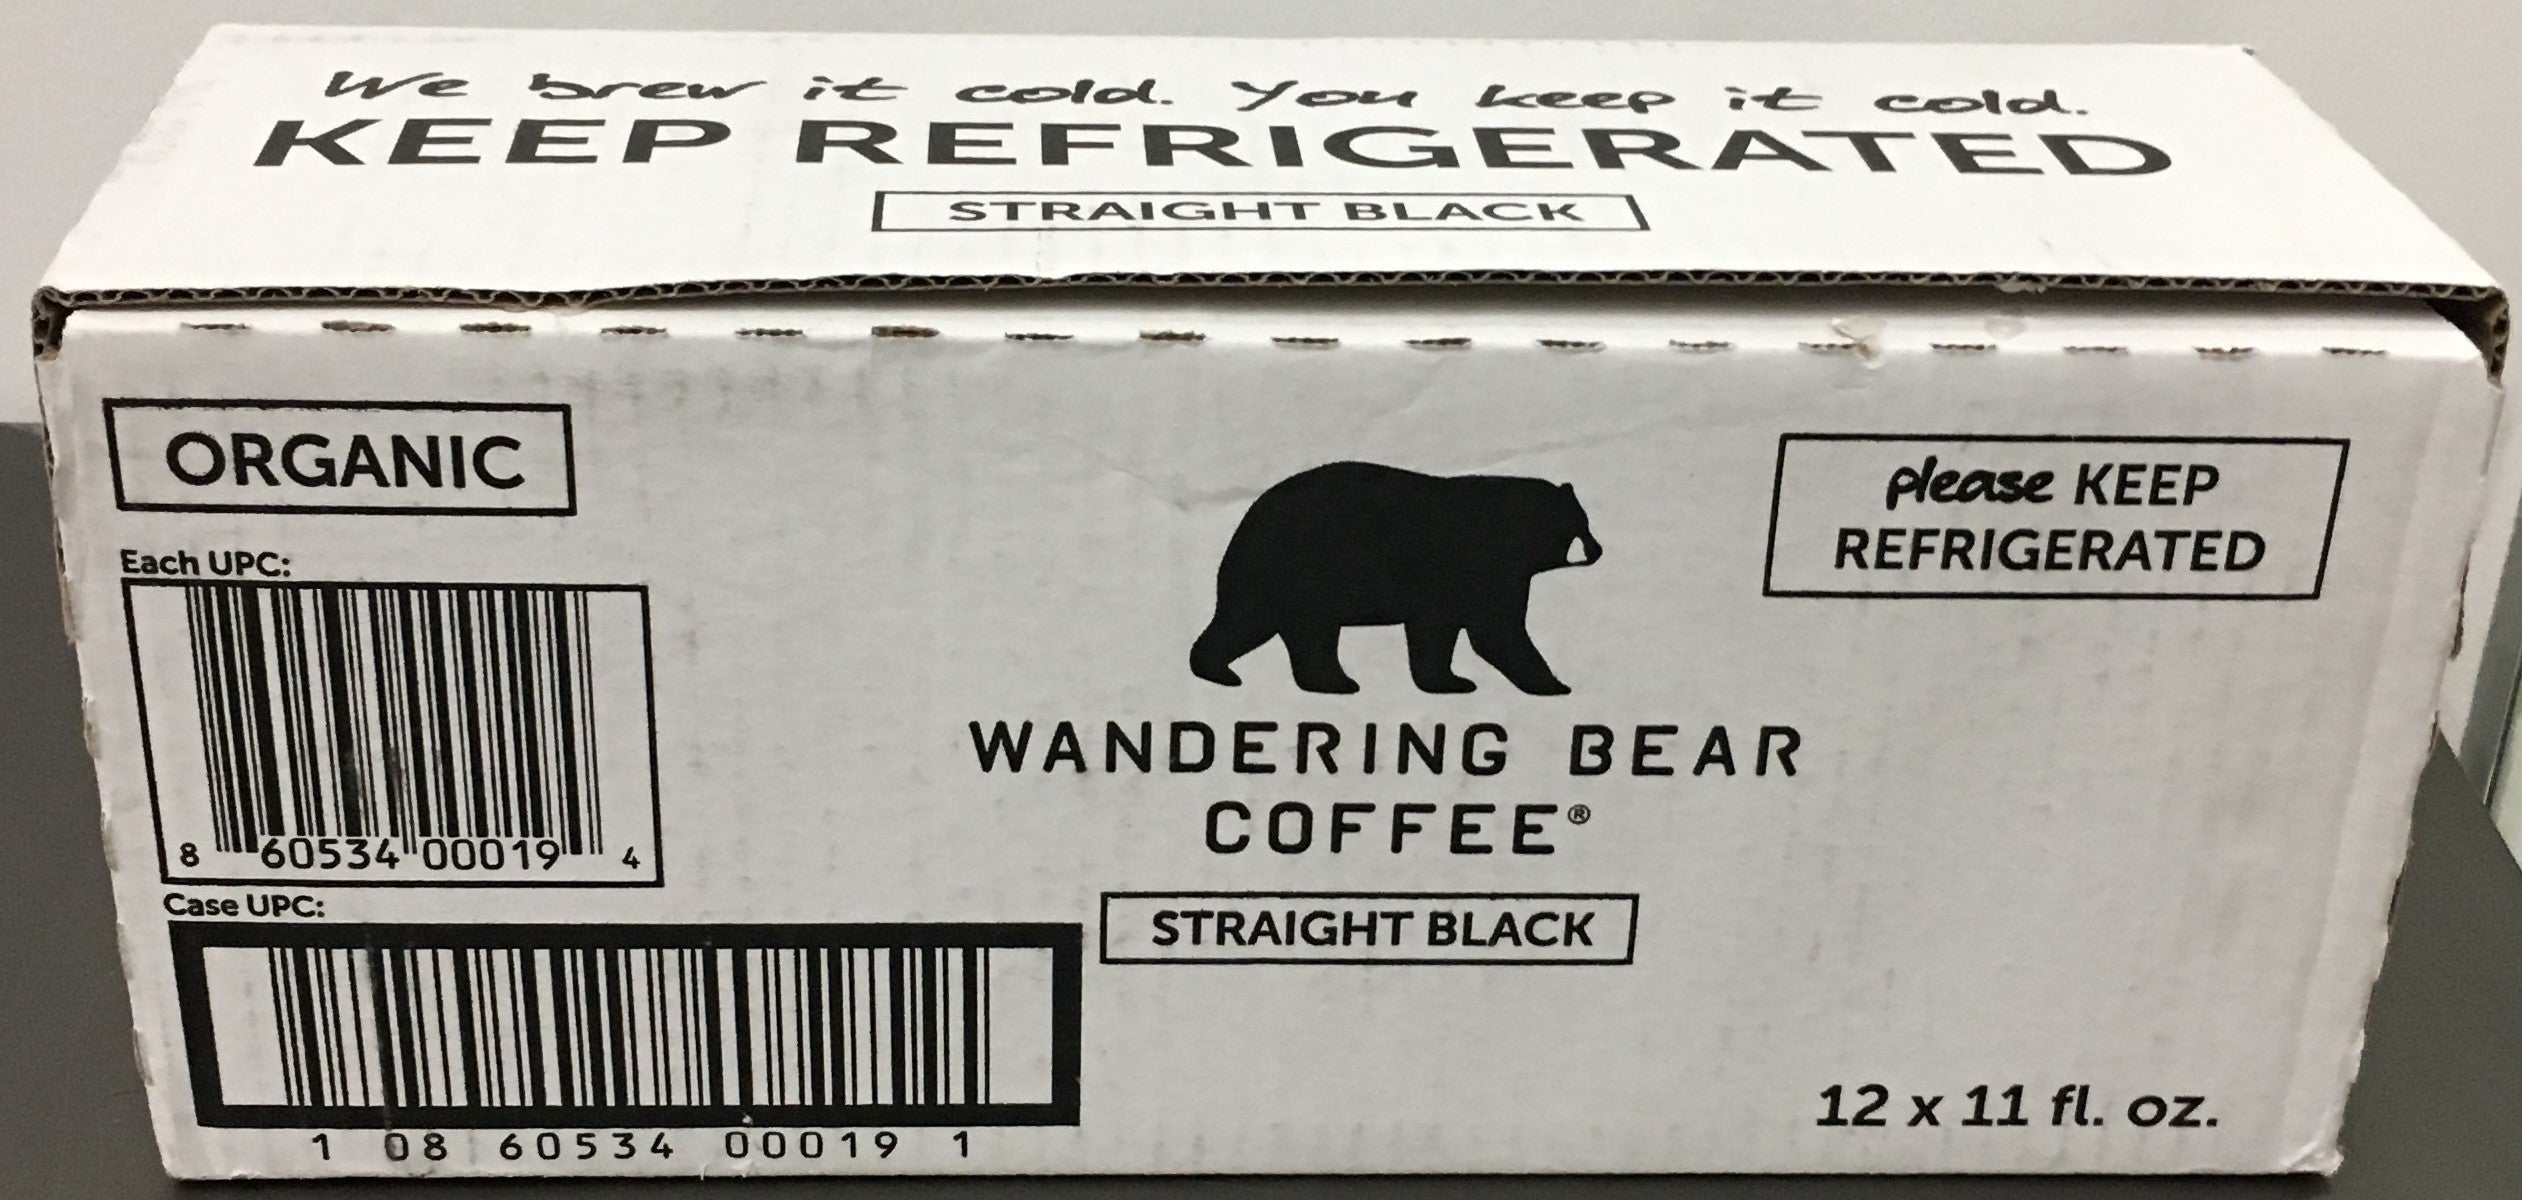 We brew it cold. You keep it cold.
KEEP REFRIGERATED
STRAIGHT BLACK
ORGANIC
Each UPC:
8 60534 00019 4
Case UPC:
1 08 60534 00019 1
WANDERING BEAR
COFFEE®
STRAIGHT BLACK
please KEEP
REFRIGERATED
12 x 11 fl. oz.